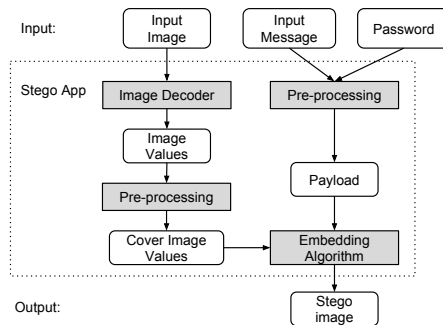 Input:
Input
Image
Input
Message
Password
Stego App
Image Decoder
Pre-processing
Image
Values
Payload
Pre-processing
Cover Image
Values
Embedding
Algorithm
Output:
Stego
image